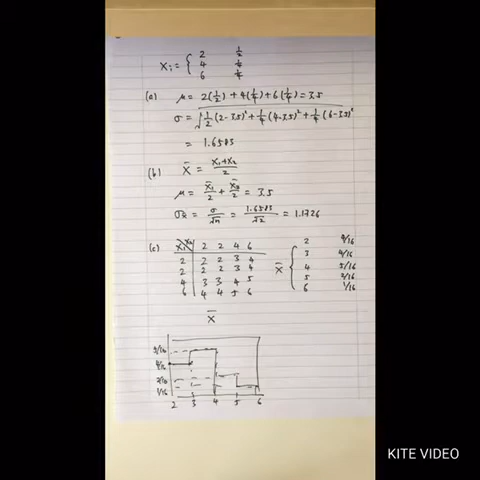 Xi = { 2 1/2
4 1/4
6 1/4
(a) μ = 2(1/2) + 4(1/4) + 6(1/4) = 3.5
σ = √1/2(2-3.5)² + 1/4(4-3.5)² + 1/4(6-3.5)²
= 1.6583
(b) X̄ = X1+X2/2
μ = X̄1/2 + X̄2/2 = 3.5
σx̄ = σ/√n = 1.6583/√2 = 1.1726
(c) X1 X2 2 2 4 6
2 2 2 3 4
2 2 2 3 4
4 3 3 4 5
6 4 4 5 6
X̄ { 2 4/16
3 4/16
4 5/16
5 2/16
6 1/16
X̄
5/16
4/16
2/16
1/16
2 3 4 5 6
KITE VIDEO